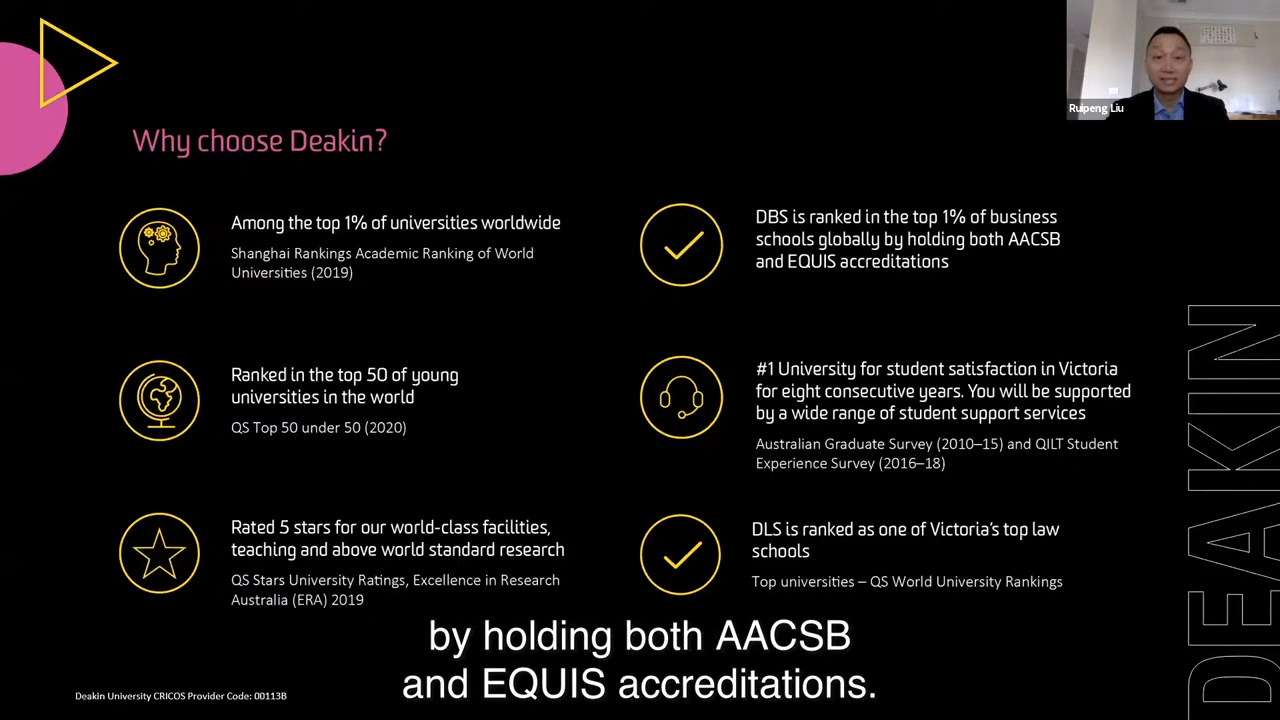 Ruipeng Liu
Why choose Deakin?
Among the top 1% of universities worldwide
Shanghai Rankings Academic Ranking of World
Universities (2019)
DBS is ranked in the top 1% of business
schools globally by holding both AACSB
and EQUIS accreditations
Ranked in the top 50 of young
universities in the world
QS Top 50 under 50 (2020)
#1 University for student satisfaction in Victoria
for eight consecutive years. You will be supported
by a wide range of student support services
Australian Graduate Survey (2010–15) and QILT Student
Experience Survey (2016–18)
Rated 5 stars for our world-class facilities,
teaching and above world standard research
QS Stars University Ratings, Excellence in Research
Australia (ERA) 2019
DLS is ranked as one of Victoria's top law
schools
Top universities – QS World University Rankings
by holding both AACSB
and EQUIS accreditations.
Deakin University CRICOS Provider Code: 00113B
DEAKIN